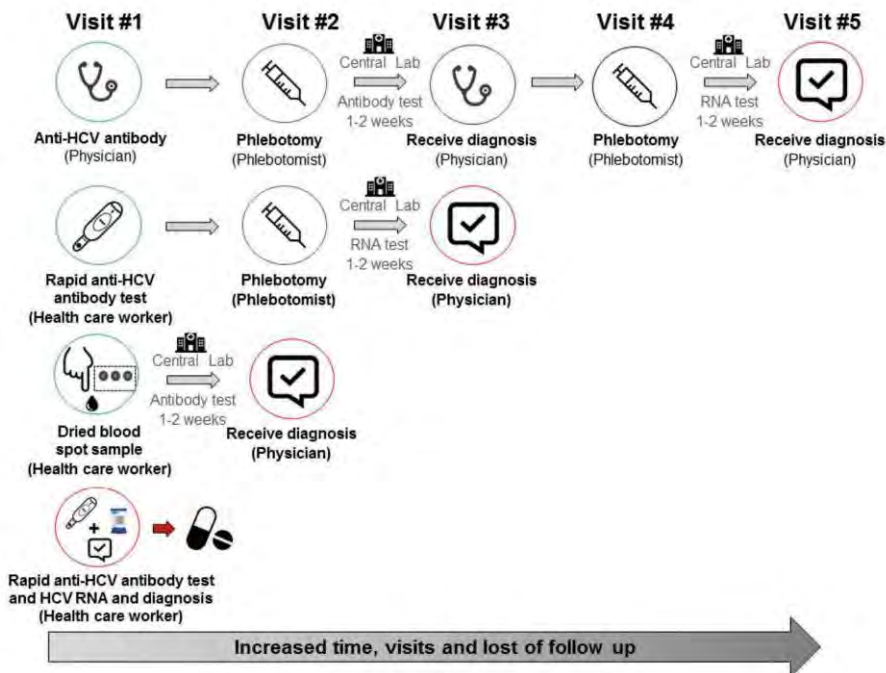 Visit #1 Visit #2 Visit #3 Visit #4 Visit #5
Central Lab Central Lab
Antibody test RNA test
1-2 weeks 1-2 weeks
Anti-HCV antibody Phlebotomy Receive diagnosis Phlebotomy Receive diagnosis
(Physician) (Phlebotomist) (Physician) (Phlebotomist) (Physician)
Central Lab
RNA test
1-2 weeks
Rapid anti-HCV Phlebotomy Receive diagnosis
antibody test (Phlebotomist) (Physician)
(Health care worker)
Central Lab
Antibody test
1-2 weeks
Dried blood Receive diagnosis
spot sample (Physician)
(Health care worker)
Rapid anti-HCV antibody test
and HCV RNA and diagnosis
(Health care worker)
Increased time, visits and lost of follow up